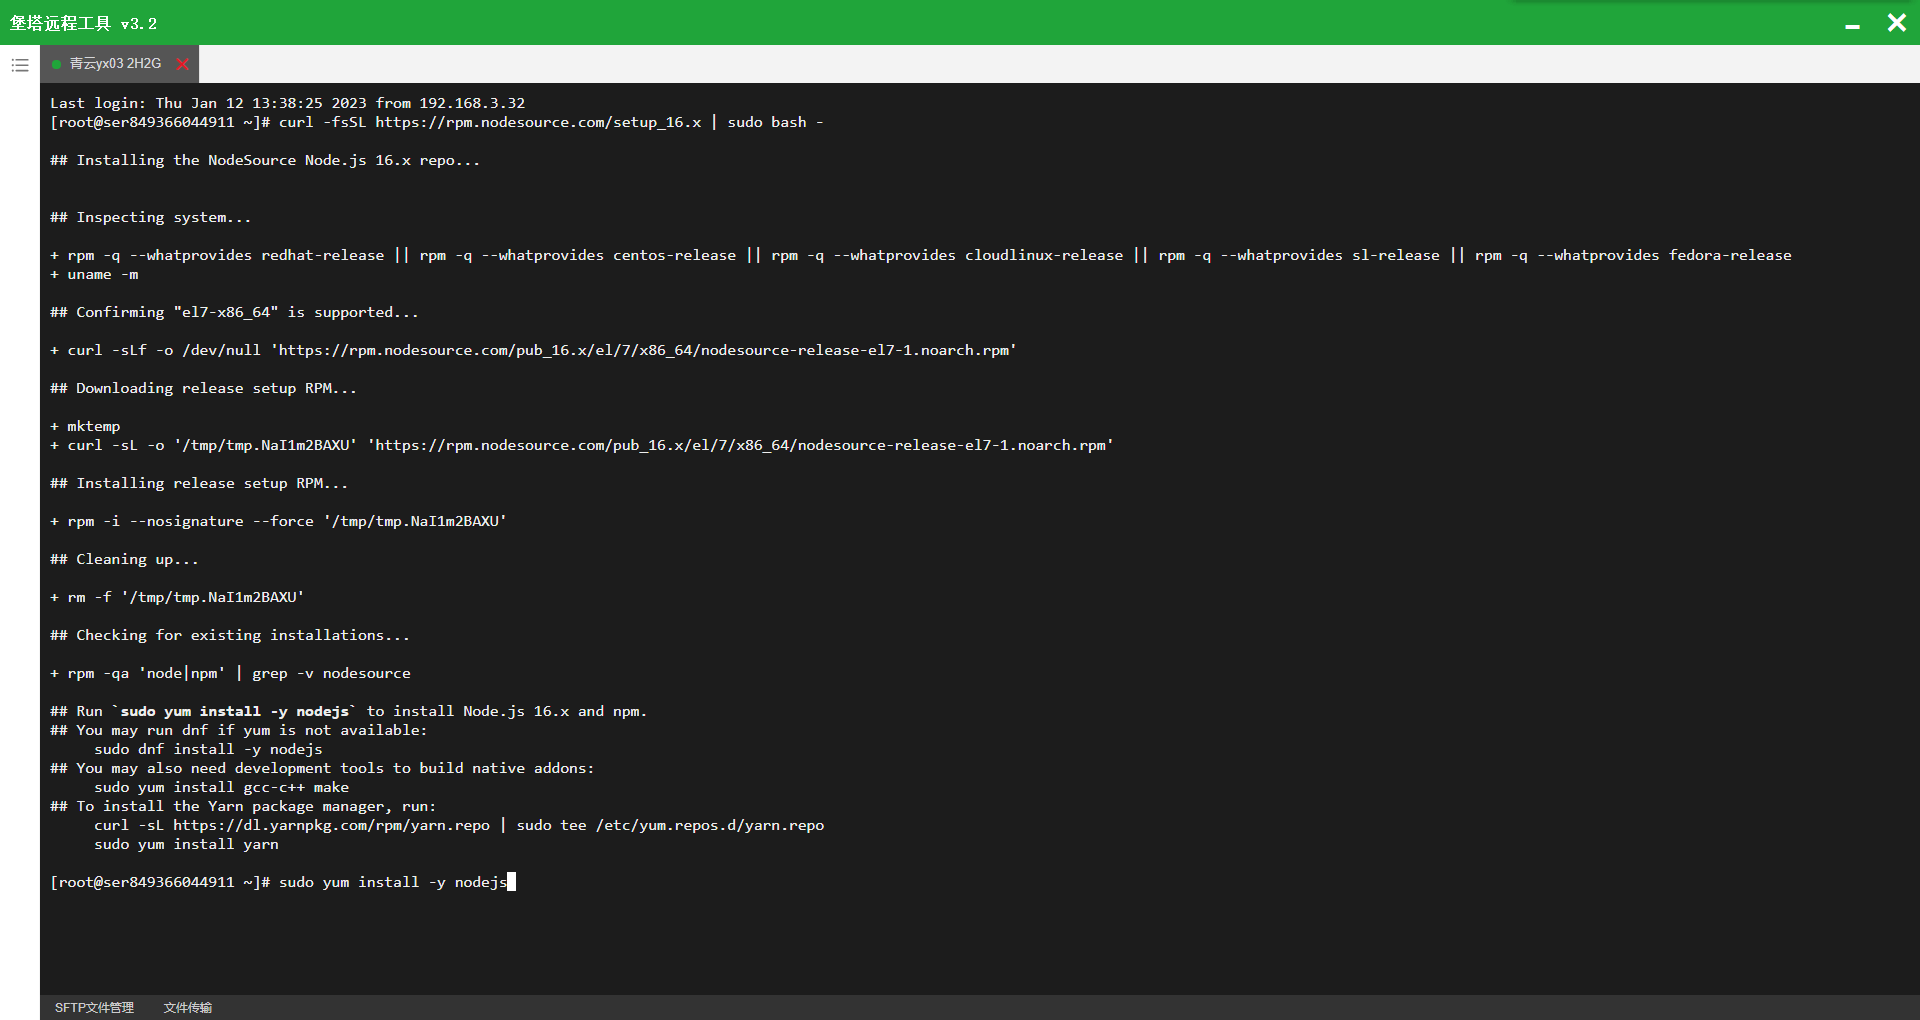 堡塔远程工具 v3.2
青云yx03 2H2G
Last login: Thu Jan 12 13:38:25 2023 from 192.168.3.32
[root@ser849366044911 ~]# curl -fsSL https://rpm.nodesource.com/setup_16.x | sudo bash -
## Installing the NodeSource Node.js 16.x repo...
## Inspecting system...
+ rpm -q --whatprovides redhat-release || rpm -q --whatprovides centos-release || rpm -q --whatprovides cloudlinux-release || rpm -q --whatprovides sl-release || rpm -q --whatprovides fedora-release
+ uname -m
## Confirming "el7-x86_64" is supported...
+ curl -sLf -o /dev/null 'https://rpm.nodesource.com/pub_16.x/el/7/x86_64/nodesource-release-el7-1.noarch.rpm'
## Downloading release setup RPM...
+ mktemp
+ curl -sL -o '/tmp/tmp.NaI1m2BAXU' 'https://rpm.nodesource.com/pub_16.x/el/7/x86_64/nodesource-release-el7-1.noarch.rpm'
## Installing release setup RPM...
+ rpm -i --nosignature --force '/tmp/tmp.NaI1m2BAXU'
## Cleaning up...
+ rm -f '/tmp/tmp.NaI1m2BAXU'
## Checking for existing installations...
+ rpm -qa 'node|npm' | grep -v nodesource
## Run `sudo yum install -y nodejs` to install Node.js 16.x and npm.
## You may run dnf if yum is not available:
     sudo dnf install -y nodejs
## You may also need development tools to build native addons:
     sudo yum install gcc-c++ make
## To install the Yarn package manager, run:
     curl -sL https://dl.yarnpkg.com/rpm/yarn.repo | sudo tee /etc/yum.repos.d/yarn.repo
     sudo yum install yarn
[root@ser849366044911 ~]# sudo yum install -y nodejs
SFTP文件管理 文件传输